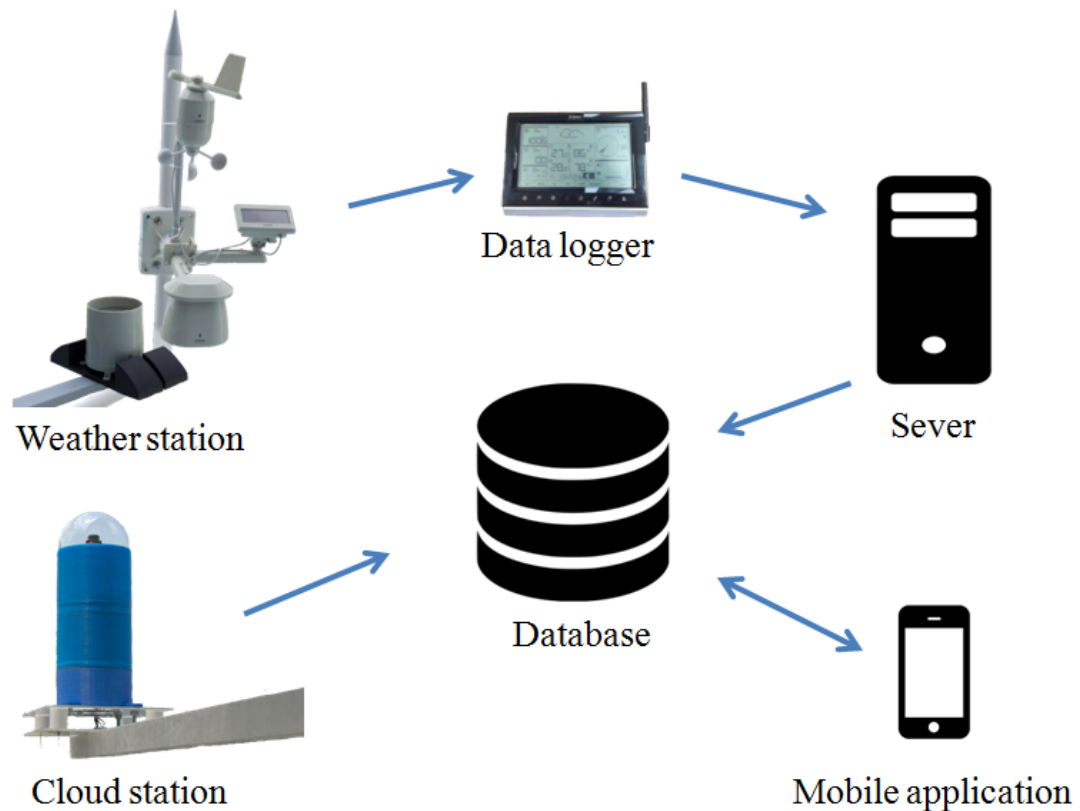 Data logger
Weather station
Sever
Database
Cloud station
Mobile application